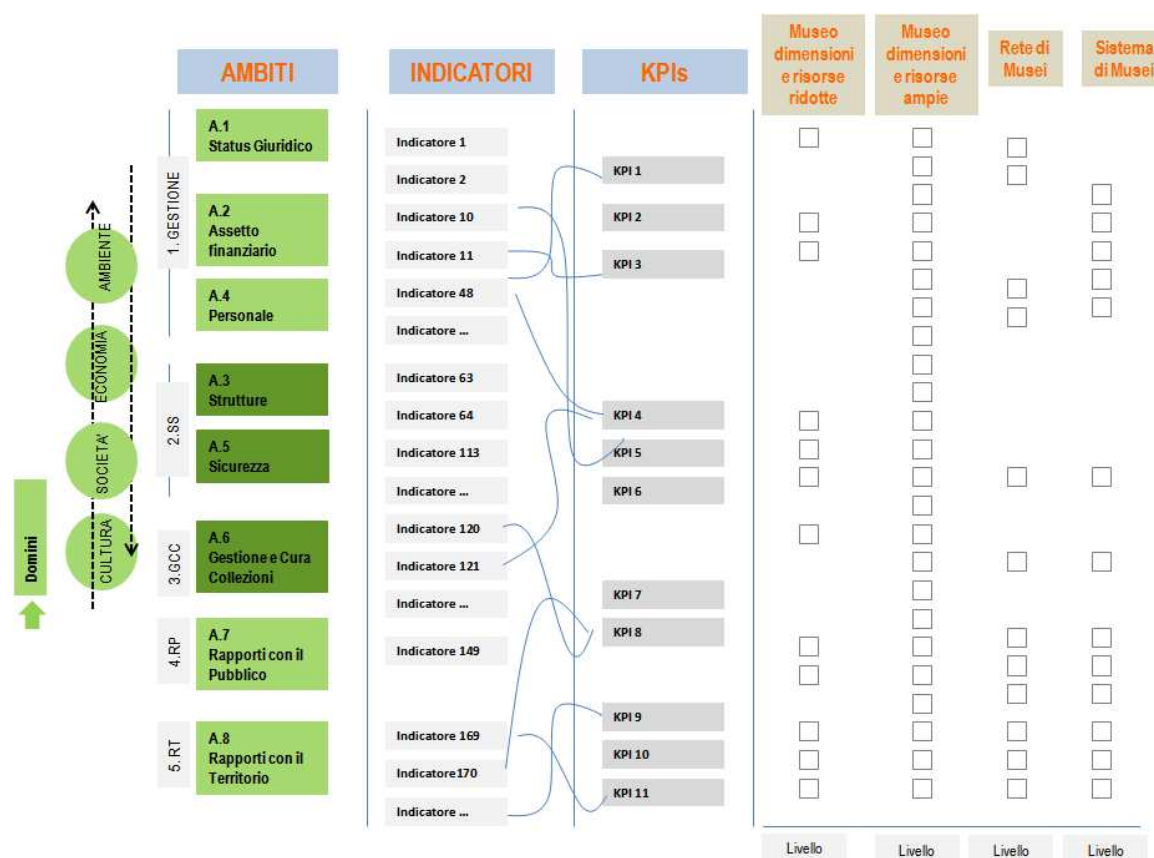 AMBITI
INDICATORI
KPIs
Museo
dimensioni
e risorse
ridotte
Museo
dimensioni
e risorse
ampie
Rete di
Musei
Sistema
di Musei
Domini
CULTURA
SOCIETA'
ECONOMIA
AMBIENTE
1. GESTIONE
2.SS
3.GCC
4.RP
5. RT
A.1
Status Giuridico
A.2
Assetto
finanziario
A.4
Personale
A.3
Strutture
A.5
Sicurezza
A.6
Gestione e Cura
Collezioni
A.7
Rapporti con il
Pubblico
A.8
Rapporti con il
Territorio
Indicatore 1
Indicatore 2
Indicatore 10
Indicatore 11
Indicatore 48
Indicatore ...
Indicatore 63
Indicatore 64
Indicatore 113
Indicatore ...
Indicatore 120
Indicatore 121
Indicatore ...
Indicatore 149
Indicatore 169
Indicatore170
Indicatore ...
KPI 1
KPI 2
KPI 3
KPI 4
KPI 5
KPI 6
KPI 7
KPI 8
KPI 9
KPI 10
KPI 11
Livello
Livello
Livello
Livello